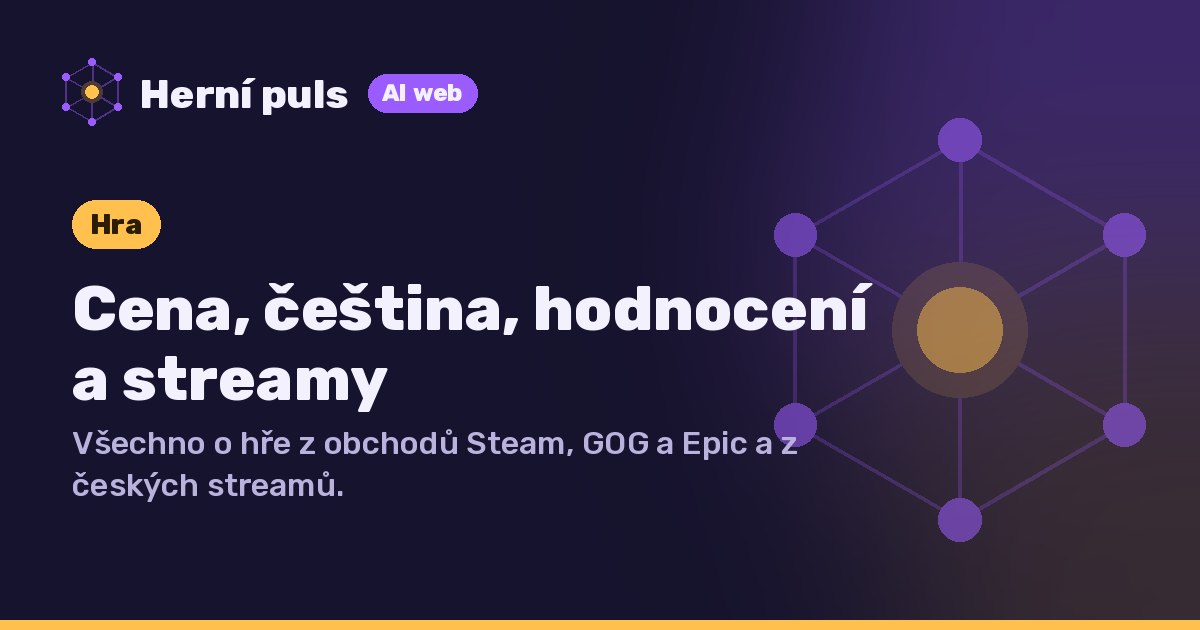 Herní puls
AI web
Hra
Cena, čeština, hodnocení
a streamy
Všechno o hře z obchodů Steam, GOG a Epic a z
českých streamů.